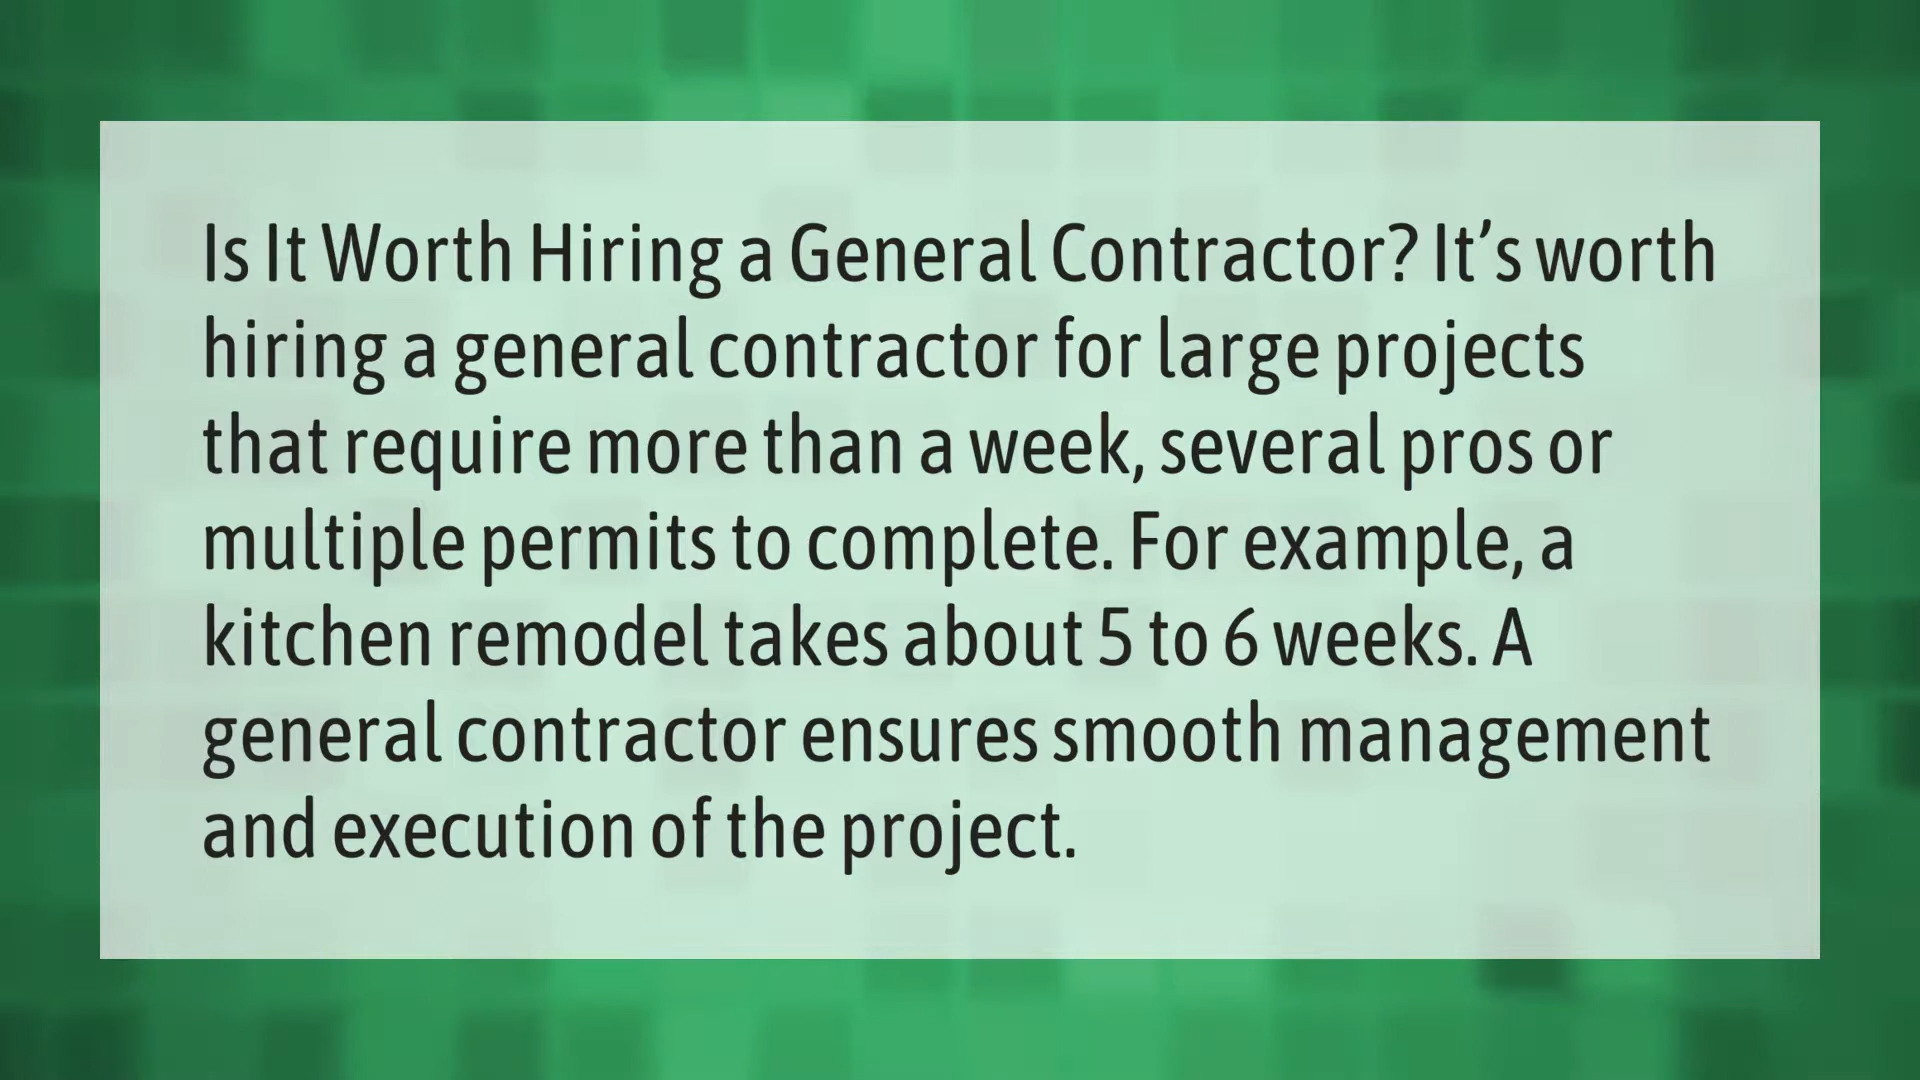 Is It Worth Hiring a General Contractor? It’s worth
hiring a general contractor for large projects
that require more than a week, several pros or
multiple permits to complete. For example, a
kitchen remodel takes about 5 to 6 weeks. A
general contractor ensures smooth management
and execution of the project.